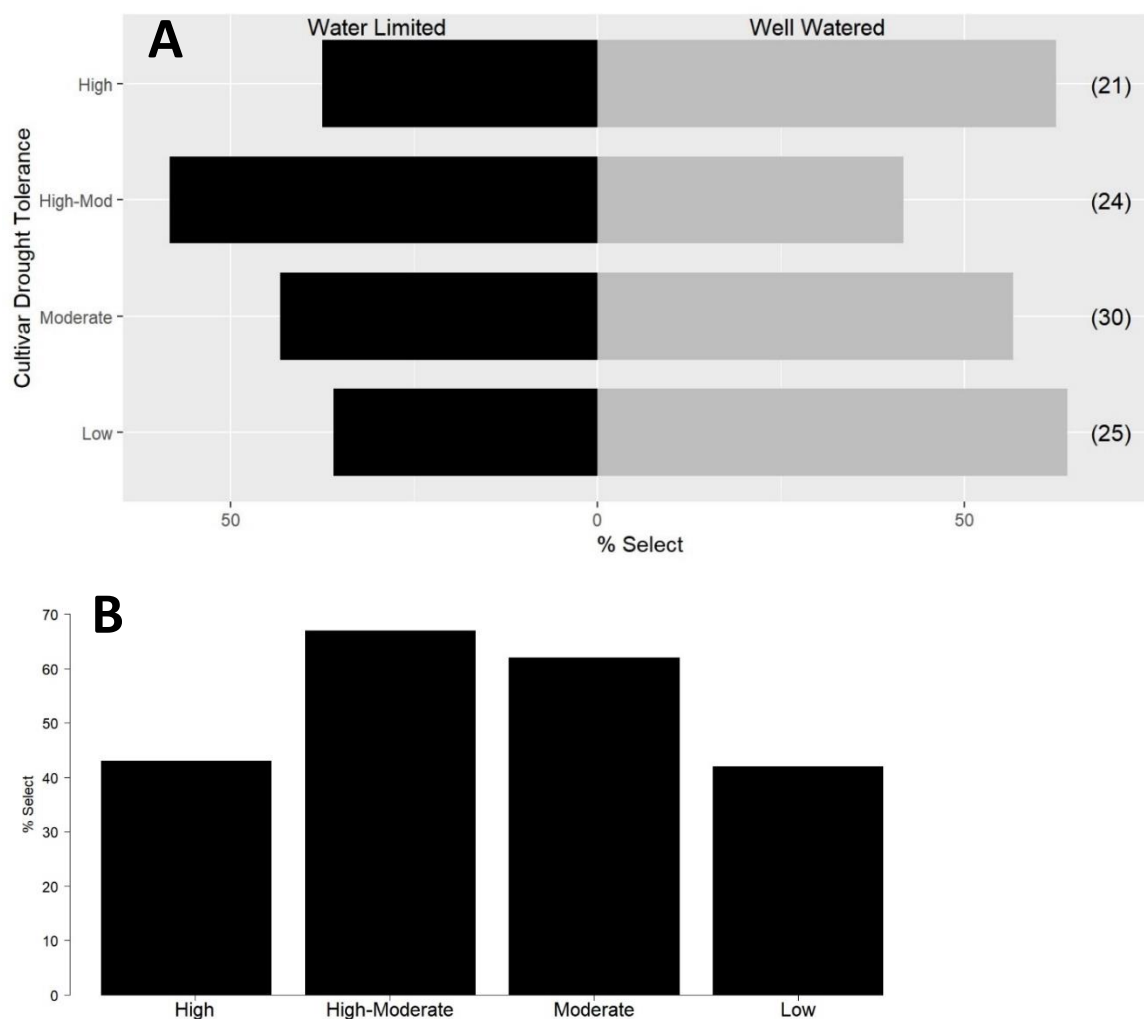 A
Water Limited Well Watered
Cultivar Drought Tolerance
High (21)
High-Mod (24)
Moderate (30)
Low (25)
50 0 50
% Select
B
% Select
70
60
50
40
30
20
10
0
High High-Moderate Moderate Low